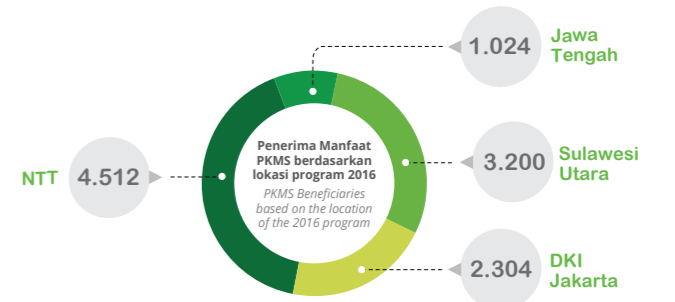 1.024
Jawa
Tengah
Penerima Manfaat
PKMS berdasarkan
lokasi program 2016
PKMS Beneficiaries
based on the location
of the 2016 program
NTT
4.512
3.200
Sulawesi
Utara
2.304
DKI
Jakarta